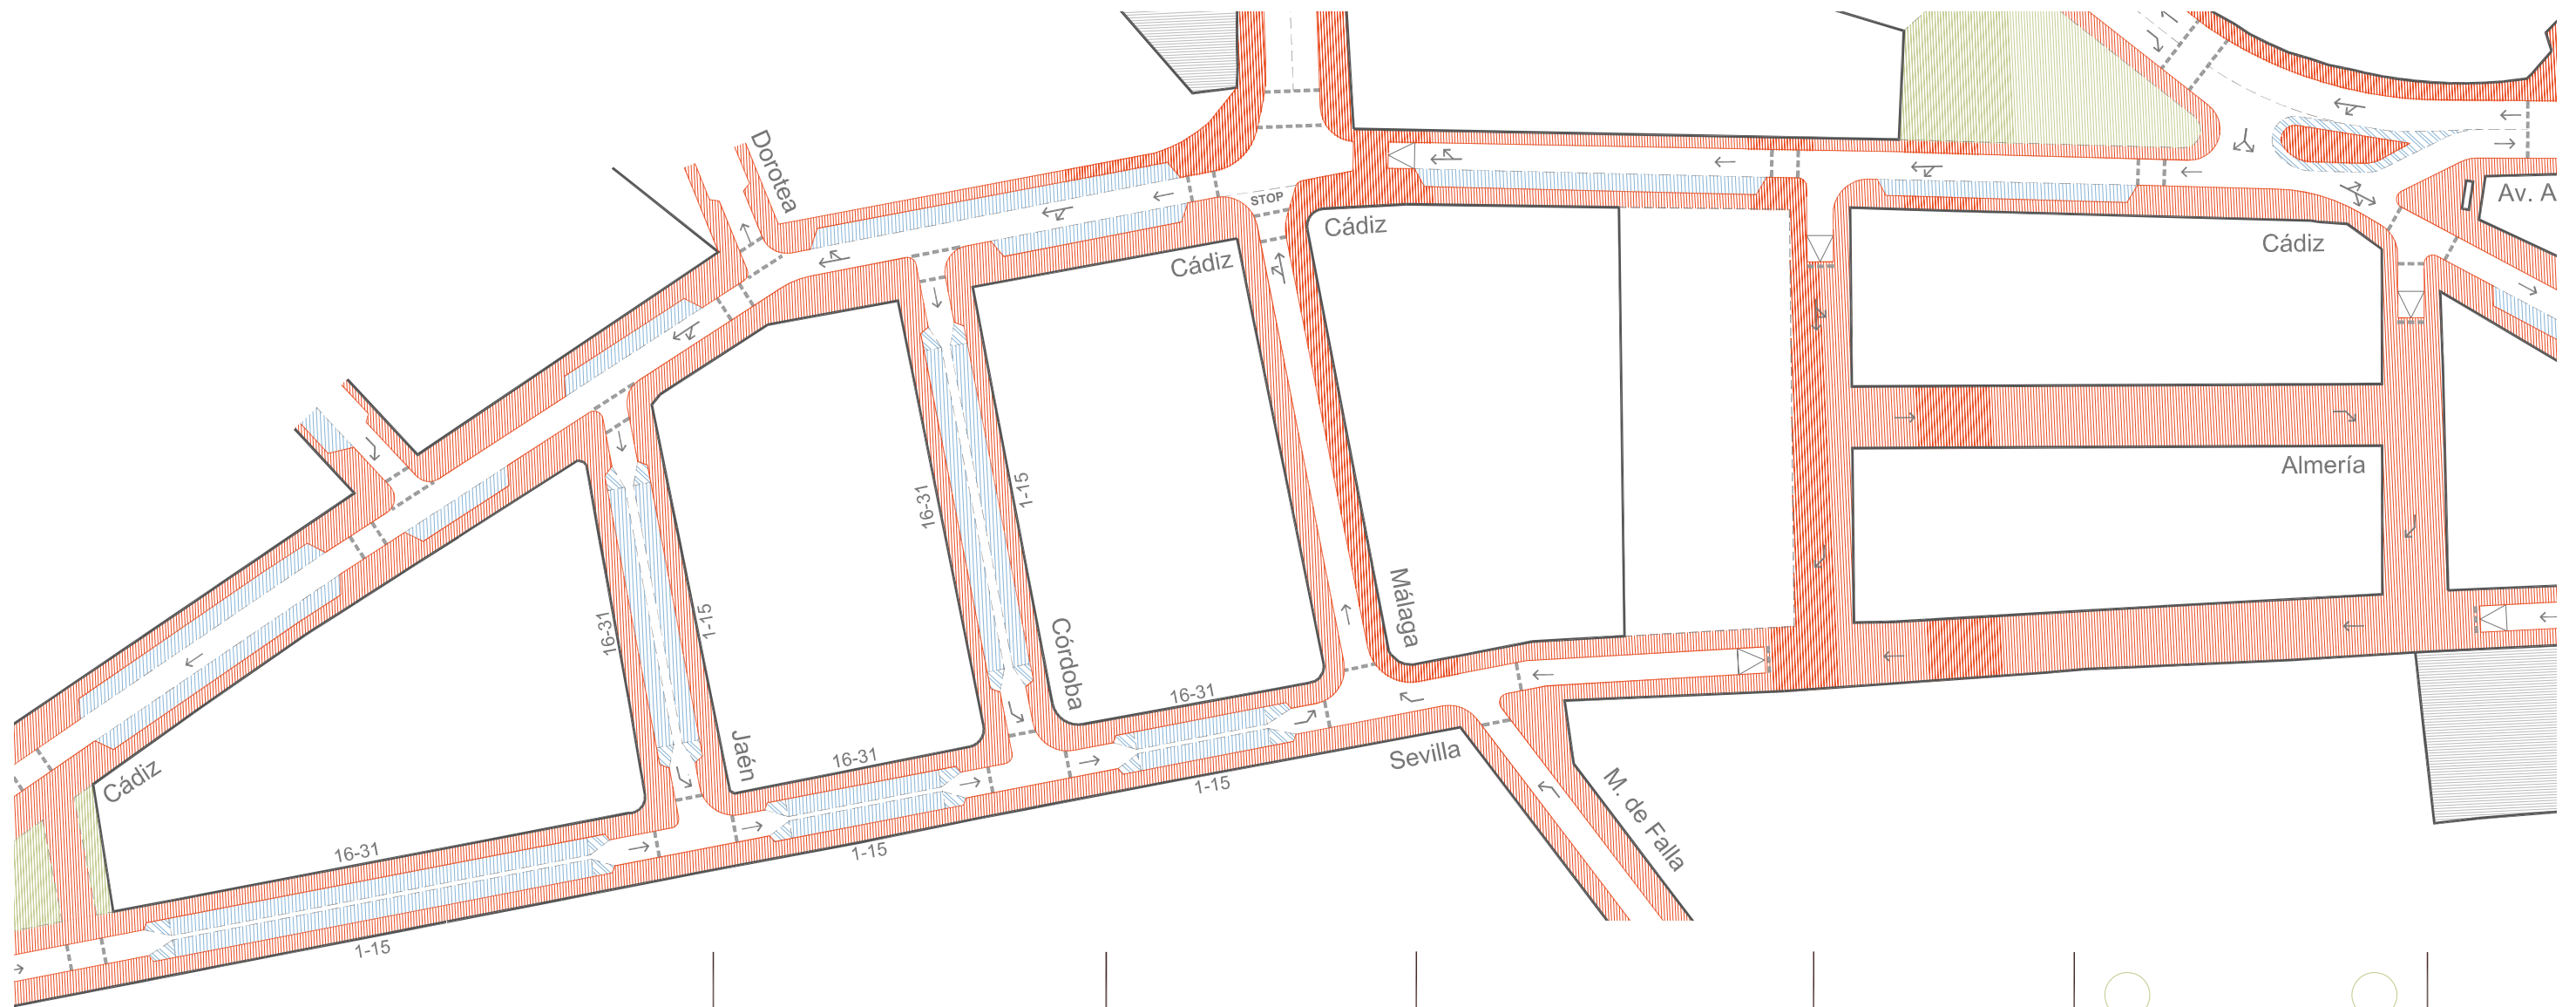 Dorotea
STOP
Av. A
Cádiz
Cádiz
Cádiz
Almería
16-31
1-15
Málaga
16-31
1-15
Córdoba
16-31
Jaén
16-31
Sevilla
1-15
M. de Falla
Cádiz
16-31
1-15
1-15